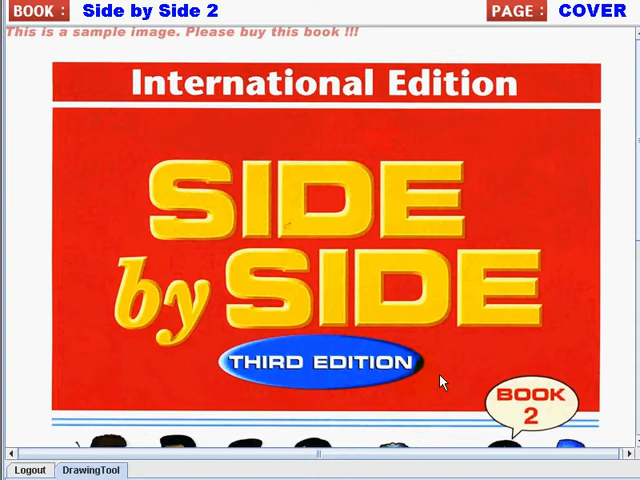 BOOK : Side by Side 2 PAGE : COVER
This is a sample image. Please buy this book !!!
International Edition
SIDE
by SIDE
THIRD EDITION
BOOK
2
Logout DrawingTool